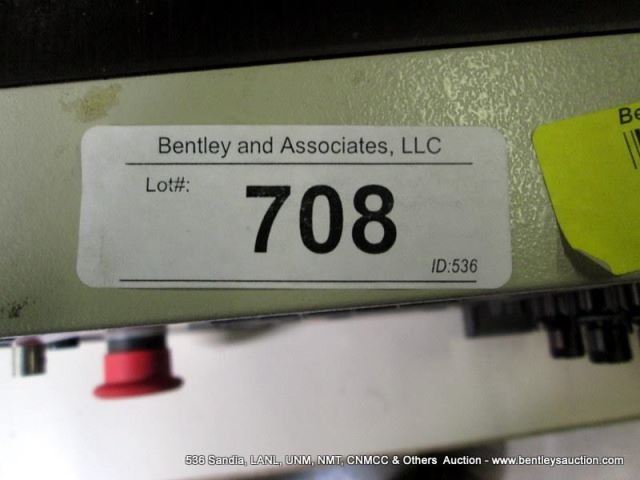 Bentley and Associates, LLC
Lot#:
708
ID:536
Be
536 Sandia, LANL, UNM, NMT, CNMCC & Others Auction - www.bentleysauction.com